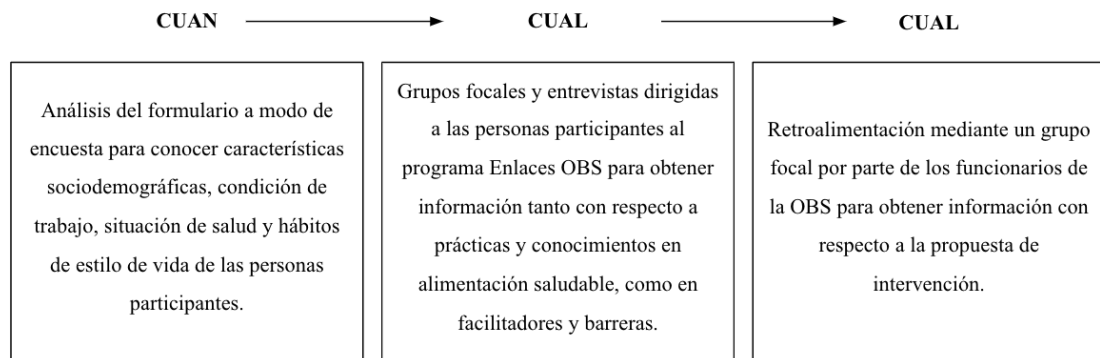 CUAN
CUAL
CUAL
Análisis del formulario a modo de
encuesta para conocer características
sociodemográficas, condición de
trabajo, situación de salud y hábitos
de estilo de vida de las personas
participantes.
Grupos focales y entrevistas dirigidas
a las personas participantes al
programa Enlaces OBS para obtener
información tanto con respecto a
prácticas y conocimientos en
alimentación saludable, como en
facilitadores y barreras.
Retroalimentación mediante un grupo
focal por parte de los funcionarios de
la OBS para obtener información con
respecto a la propuesta de
intervención.